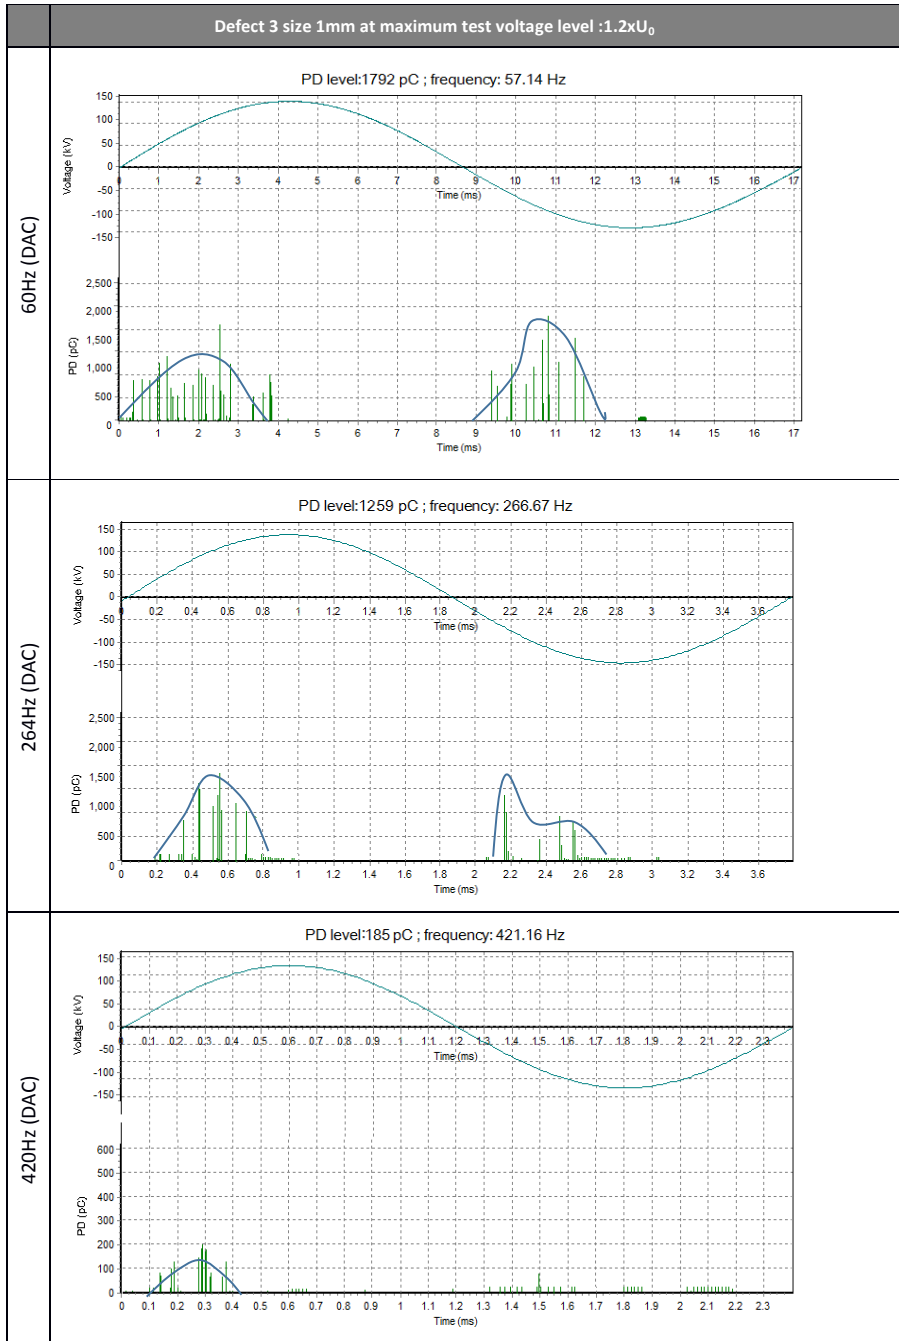 Defect 3 size 1mm at maximum test voltage level :1.2xU₀
60Hz (DAC)
PD level:1792 pC ; frequency: 57.14 Hz
Voltage (kV)
150
100
50
0
-50
-100
-150
0 1 2 3 4 5 6 7 8 9 10 11 12 13 14 15 16 17
Time (ms)
PD (pC)
2,500
2,000
1,500
1,000
500
0
0 1 2 3 4 5 6 7 8 9 10 11 12 13 14 15 16 17
Time (ms)
264Hz (DAC)
PD level:1259 pC ; frequency: 266.67 Hz
Voltage (kV)
150
100
50
0
-50
-100
-150
0 0.2 0.4 0.6 0.8 1 1.2 1.4 1.6 1.8 2 2.2 2.4 2.6 2.8 3 3.2 3.4 3.6
Time (ms)
PD (pC)
2,500
2,000
1,500
1,000
500
0
0 0.2 0.4 0.6 0.8 1 1.2 1.4 1.6 1.8 2 2.2 2.4 2.6 2.8 3 3.2 3.4 3.6
Time (ms)
420Hz (DAC)
PD level:185 pC ; frequency: 421.16 Hz
Voltage (kV)
150
100
50
0
-50
-100
-150
0 0.1 0.2 0.3 0.4 0.5 0.6 0.7 0.8 0.9 1 1.1 1.2 1.3 1.4 1.5 1.6 1.7 1.8 1.9 2 2.1 2.2 2.3
Time (ms)
PD (pC)
600
500
400
300
200
100
0
0 0.1 0.2 0.3 0.4 0.5 0.6 0.7 0.8 0.9 1 1.1 1.2 1.3 1.4 1.5 1.6 1.7 1.8 1.9 2 2.1 2.2 2.3
Time (ms)